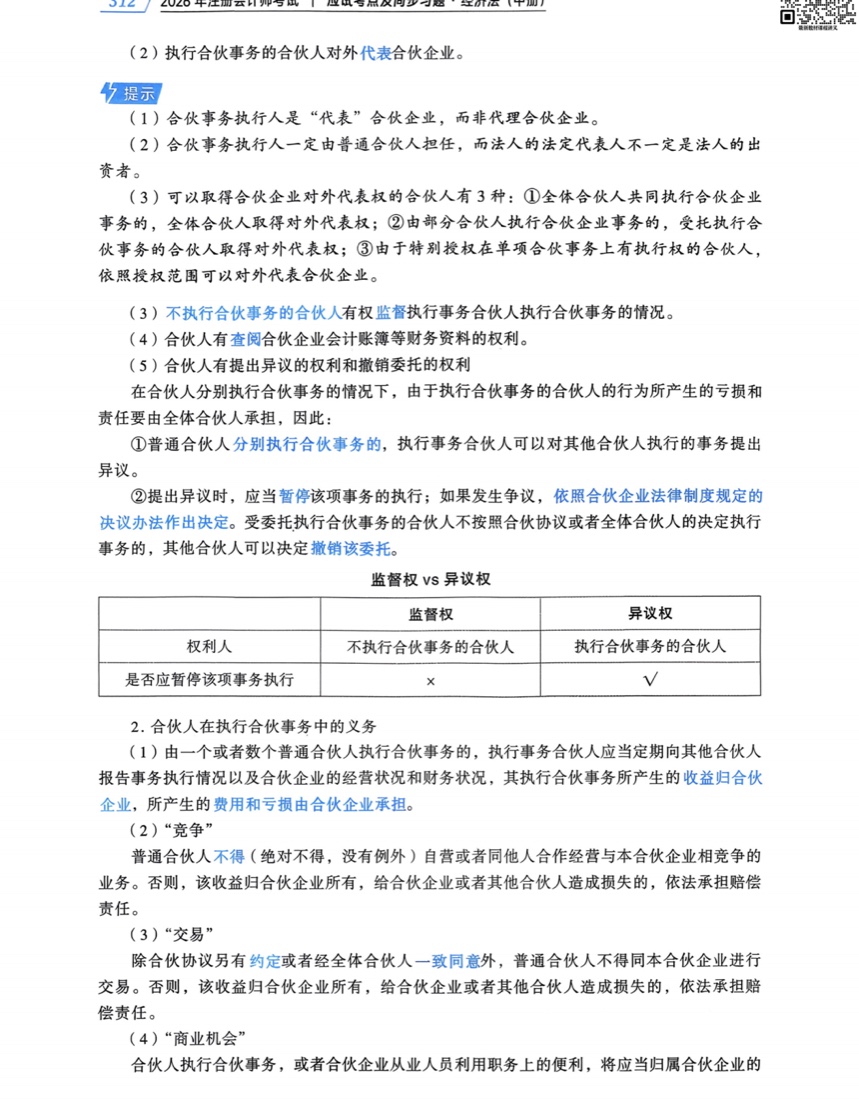 312 2026 年注册会计师考试 | 应试考点及同步习题 · 经济法（中册）
（2）执行合伙事务的合伙人对外代表合伙企业。
提示
（1）合伙事务执行人是“代表”合伙企业，而非代理合伙企业。
（2）合伙事务执行人一定由普通合伙人担任，而法人的法定代表人不一定是法人的出
资者。
（3）可以取得合伙企业对外代表权的合伙人有 3 种：①全体合伙人共同执行合伙企业
事务的，全体合伙人取得对外代表权；②由部分合伙人执行合伙企业事务的，受托执行合
伙事务的合伙人取得对外代表权；③由于特别授权在单项合伙事务上有执行权的合伙人，
依照授权范围可以对外代表合伙企业。
（3）不执行合伙事务的合伙人有权监督执行事务合伙人执行合伙事务的情况。
（4）合伙人有查阅合伙企业会计账簿等财务资料的权利。
（5）合伙人有提出异议的权利和撤销委托的权利
在合伙人分别执行合伙事务的情况下，由于执行合伙事务的合伙人的行为所产生的亏损和
责任要由全体合伙人承担，因此：
①普通合伙人分别执行合伙事务的，执行事务合伙人可以对其他合伙人执行的事务提出
异议。
②提出异议时，应当暂停该项事务的执行；如果发生争议，依照合伙企业法律制度规定的
决议办法作出决定。受委托执行合伙事务的合伙人不按照合伙协议或者全体合伙人的决定执行
事务的，其他合伙人可以决定撤销该委托。
监督权 vs 异议权
监督权 异议权
权利人 不执行合伙事务的合伙人 执行合伙事务的合伙人
是否应暂停该项事务执行 × √
2. 合伙人在执行合伙事务中的义务
（1）由一个或者数个普通合伙人执行合伙事务的，执行事务合伙人应当定期向其他合伙人
报告事务执行情况以及合伙企业的经营状况和财务状况，其执行合伙事务所产生的收益归合伙
企业，所产生的费用和亏损由合伙企业承担。
（2）“竞争”
普通合伙人不得（绝对不得，没有例外）自营或者同他人合作经营与本合伙企业相竞争的
业务。否则，该收益归合伙企业所有，给合伙企业或者其他合伙人造成损失的，依法承担赔偿
责任。
（3）“交易”
除合伙协议另有约定或者经全体合伙人一致同意外，普通合伙人不得同本合伙企业进行
交易。否则，该收益归合伙企业所有，给合伙企业或者其他合伙人造成损失的，依法承担赔
偿责任。
（4）“商业机会”
合伙人执行合伙事务，或者合伙企业从业人员利用职务上的便利，将应当归属合伙企业的